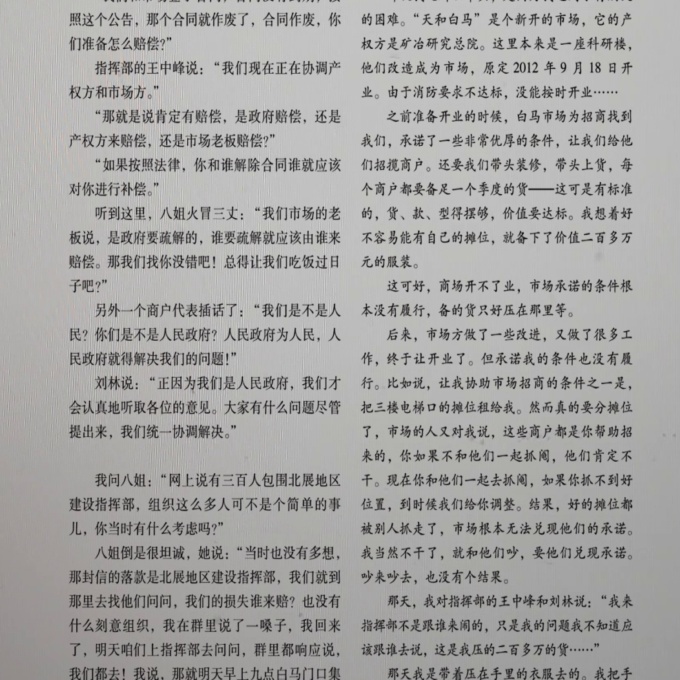 照这个公告，那个合同就作废了，合同作废，你
们准备怎么赔偿？”
指挥部的王中峰说：“我们现在正在协调产
权方和市场方。”
“那就是说肯定有赔偿，是政府赔偿，还是
产权方来赔偿，还是市场老板赔偿？”
“如果按照法律，你和谁解除合同谁就应该
对你进行补偿。”
听到这里，八姐火冒三丈：“我们市场的老
板说，是政府要疏解的，谁要疏解就应该由谁来
赔偿。那我们找你没错吧！总得让我们吃饭过日
子吧？”
另外一个商户代表插话了：“我们是不是人
民？你们是不是人民政府？人民政府为人民，人
民政府就得解决我们的问题！”
刘林说：“正因为我们是人民政府，我们才
会认真地听取各位的意见。大家有什么问题尽管
提出来，我们统一协调解决。”
我问八姐：“网上说有三百人包围北展地区
建设指挥部，组织这么多人可不是个简单的事
儿，你当时有什么考虑吗？”
八姐倒是很坦诚，她说：“当时也没有多想，
那封信的落款是北展地区建设指挥部，我们就到
那里去找他们问问，我们的损失谁来赔？也没有
什么刻意组织，我在群里说了一嗓子，我回来
了，明天咱们上指挥部去问问，群里都响应说，
我们都去！我说，那就明天早上九点白马门口集
的困难。“天和白马”是个新开的市场，它的产
权方是矿冶研究总院。这里本来是一座科研楼，
他们改造成为市场，原定 2012 年 9 月 18 日开
业。由于消防要求不达标，没能按时开业……
之前准备开业的时候，白马市场为招商找到
我们，承诺了一些非常优厚的条件，让我们给他
们招揽商户。还要我们带头装修，带头上货，每
个商户都要备足一个季度的货——这可是有标准
的，货、款、型得摆够，价值要达标。我想着好
不容易能有自己的摊位，就备下了价值二百多万
元的服装。
这可好，商场开不了业，市场承诺的条件根
本没有履行，备的货只好压在那里等。
后来，市场方做了一些改进，又做了很多工
作，终于让开业了。但承诺我的条件也没有履
行。比如说，让我协助市场招商的条件之一是，
把三楼电梯口的摊位租给我。然而真的要分摊位
了，市场的人又对我说，这些商户都是你帮助招
来的，你如果不和他们一起抓阄，他们肯定不
干。现在你和他们一起去抓阄，如果你抓不到好
位置，到时候我们给你调整。结果，好的摊位都
被别人抓走了，市场根本无法兑现他们的承诺。
我当然不干了，就和他们吵，要他们兑现承诺。
吵来吵去，也没有个结果。
那天，我对指挥部的王中峰和刘林说：“我来
指挥部不是跟谁来闹的，只是我的问题我不知道应
该跟谁去说，这是我压的二百多万的货……”
那天我是带着压在手里的衣服去的。我把手